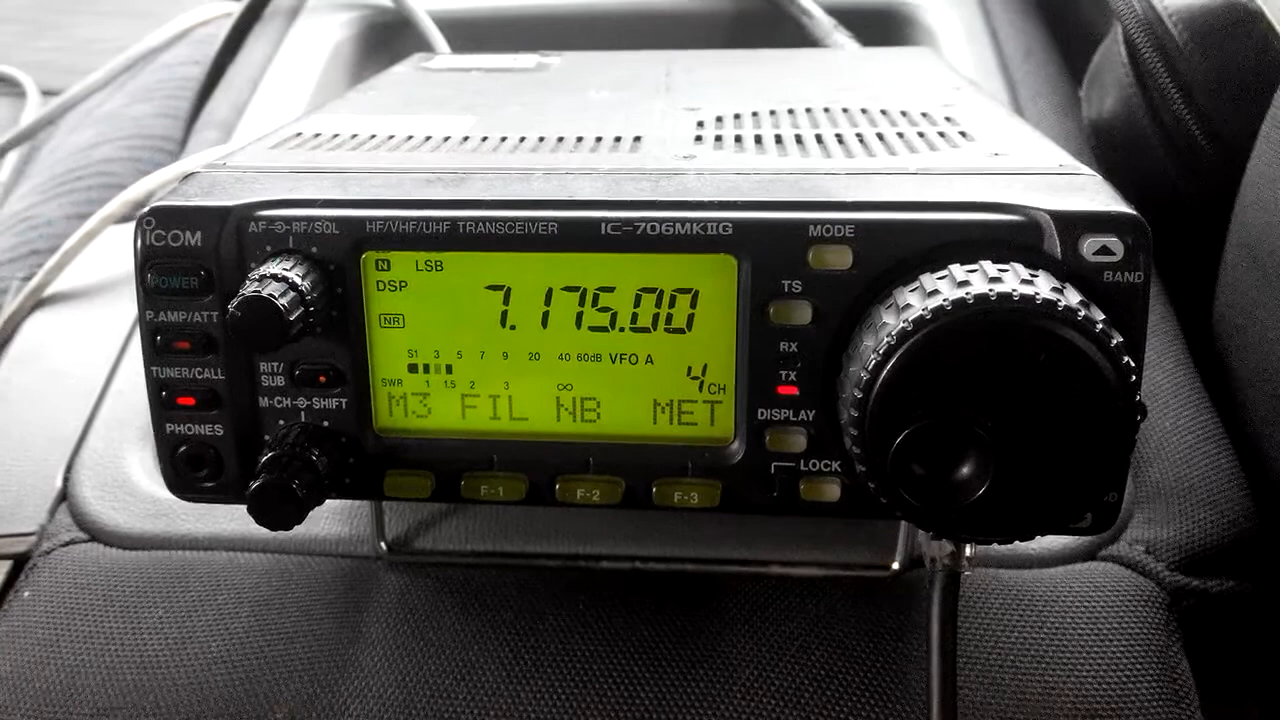 ICOM
AF RF/SQL
HF/VHF/UHF TRANSCEIVER
IC-706MKIIG
MODE
BAND
POWER
P.AMP/ATT
TUNER/CALL
PHONES
RIT/
SUB
M-CH SHIFT
N LSB
DSP
7.175.00
NR
S1 3 5 7 9 20 40 60dB VFO A
4CH
SWR 1 1.5 2 3 ∞
M3 FIL NB MET
TS
RX
TX
DISPLAY
LOCK
F-1 F-2 F-3